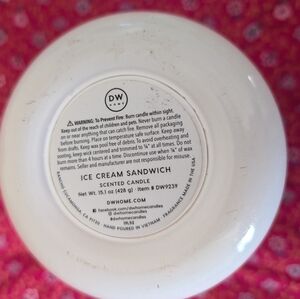 DW
HOME
⚠ WARNING: To Prevent Fire: Burn candle within sight.
Keep out of the reach of children and pets. Never burn a candle
on or near anything that can catch fire. Remove all packaging
before burning. Place on temperature safe surface. Keep away
from drafts. Keep wax pool free of debris. To avoid overheating and
sooting, keep wick centered and trimmed to ¼" at all times. Do not
burn more than 4 hours at a time. Discontinue use when ¼" of wax
remains. Seller and manufacturer are not responsible for misuse.
ICE CREAM SANDWICH
SCENTED CANDLE
Net Wt. 15.1 oz (428 g) · Item # DW9239
DWHOME.COM
facebook.com/dwhomecandles
@dwhomecandles
RANCHO CUCAMONGA, CA 91730 · HAND POURED IN VIETNAM · FRAGRANCE MADE IN THE USA